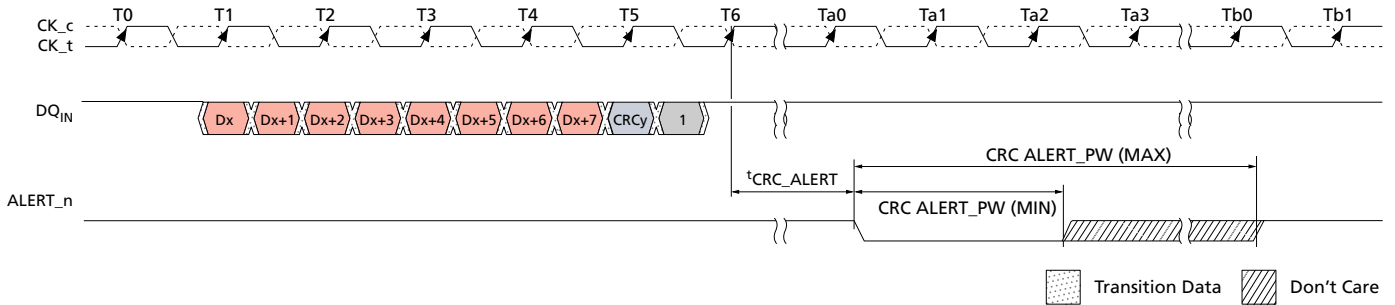 T0 T1 T2 T3 T4 T5 T6 Ta0 Ta1 Ta2 Ta3 Tb0 Tb1
CK_c
CK_t
DQIN Dx Dx+1 Dx+2 Dx+3 Dx+4 Dx+5 Dx+6 Dx+7 CRCy 1
CRC ALERT_PW (MAX)
tCRC_ALERT
CRC ALERT_PW (MIN)
ALERT_n
Transition Data Don't Care